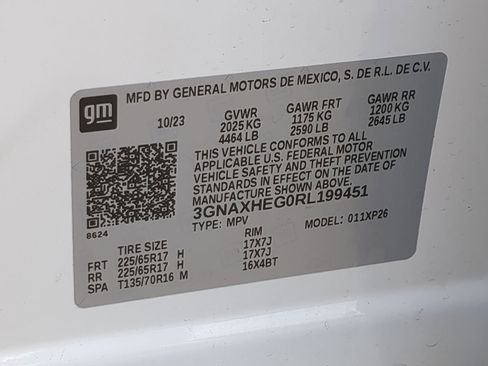 gm
MFD BY GENERAL MOTORS DE MEXICO, S. DE R.L. DE C.V.
10/23 GVWR GAWR FRT GAWR RR
2025 KG 1175 KG 1200 KG
4464 LB 2590 LB 2645 LB
THIS VEHICLE CONFORMS TO ALL
APPLICABLE U.S. FEDERAL MOTOR
VEHICLE SAFETY AND THEFT PREVENTION
STANDARDS IN EFFECT ON THE DATE OF
MANUFACTURE SHOWN ABOVE.
3GNAXHEG0RL199451
8624
TYPE: MPV MODEL: 011XP26
TIRE SIZE RIM
FRT 225/65R17 H 17X7J
RR 225/65R17 H 17X7J
SPA T135/70R16 M 16X4BT